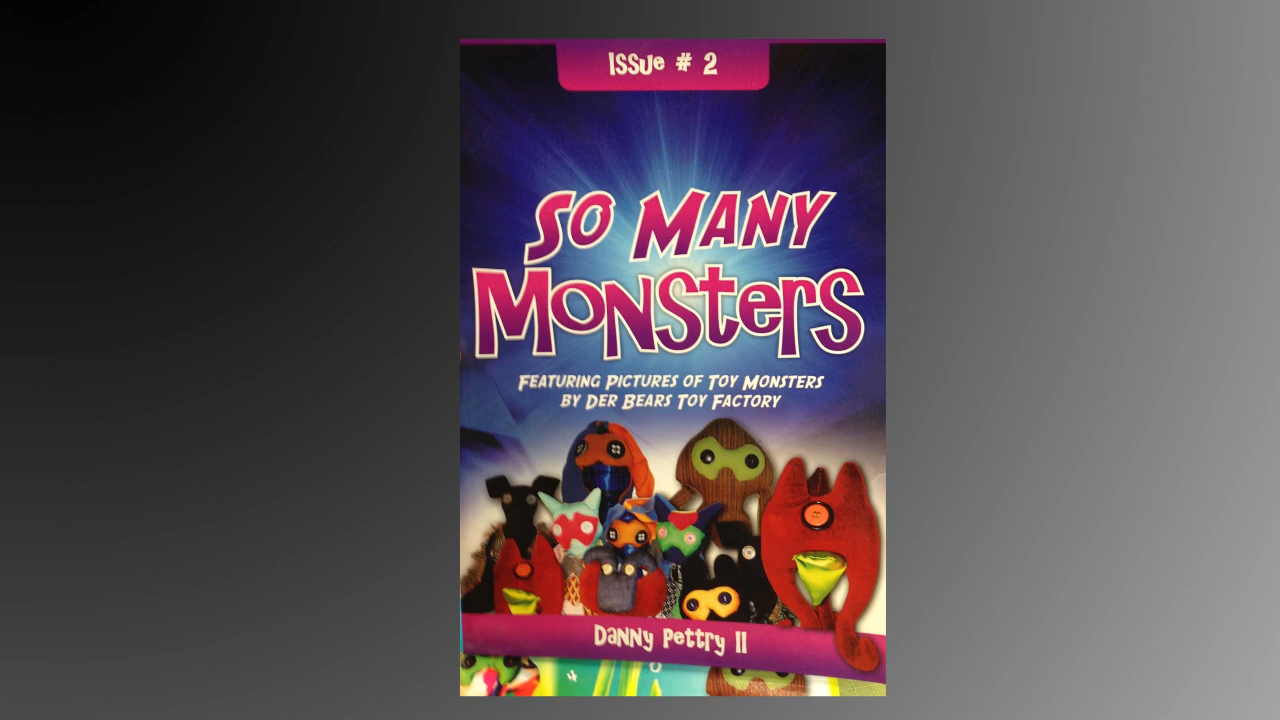 Issue # 2
So Many
Monsters
Featuring Pictures of Toy Monsters
by Der Bears Toy Factory
Danny Pettry II